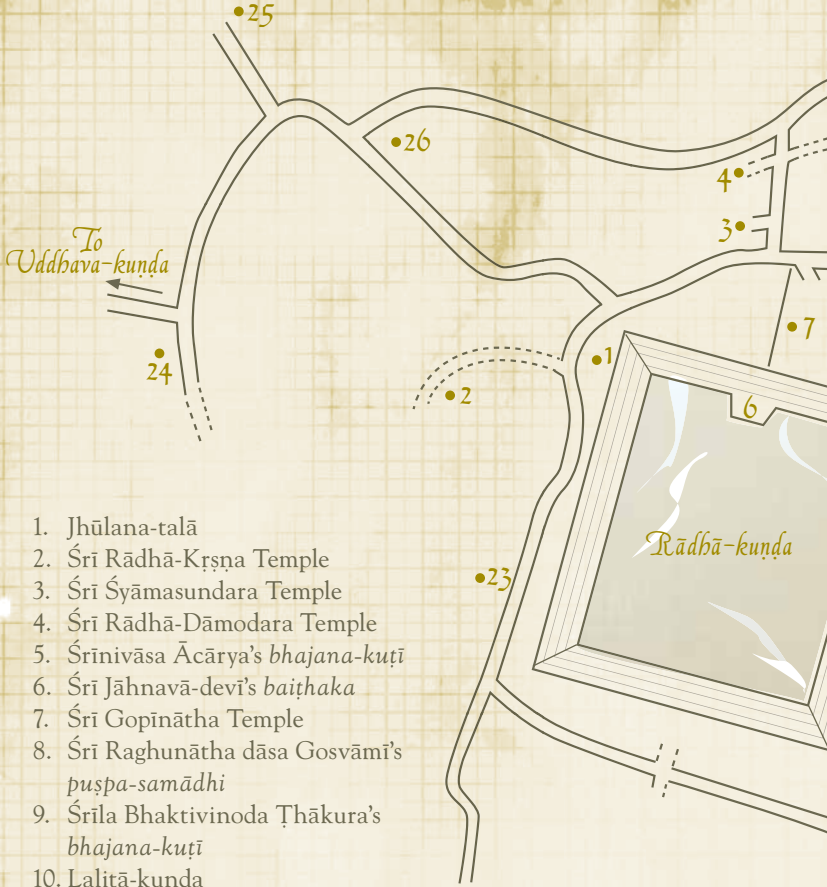 25
26
4
3
To
Uddhava-kuṇḍa
7
24
1
2
6
Rādhā-kuṇḍa
23
1. Jhūlana-talā
2. Śrī Rādhā-Kṛṣṇa Temple
3. Śrī Śyāmasundara Temple
4. Śrī Rādhā-Dāmodara Temple
5. Śrīnivāsa Ācārya's bhajana-kuṭī
6. Śrī Jāhnavā-devī's baiṭhaka
7. Śrī Gopīnātha Temple
8. Śrī Raghunātha dāsa Gosvāmī's
puṣpa-samādhi
9. Śrīla Bhaktivinoda Ṭhākura's
bhajana-kuṭī
10. Lalitā-kuṇḍa